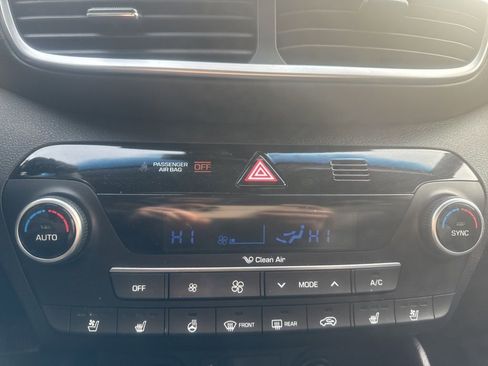 PASSENGER
AIR BAG OFF
HI HI
Clean Air
AUTO SYNC
OFF MODE A/C
FRONT REAR